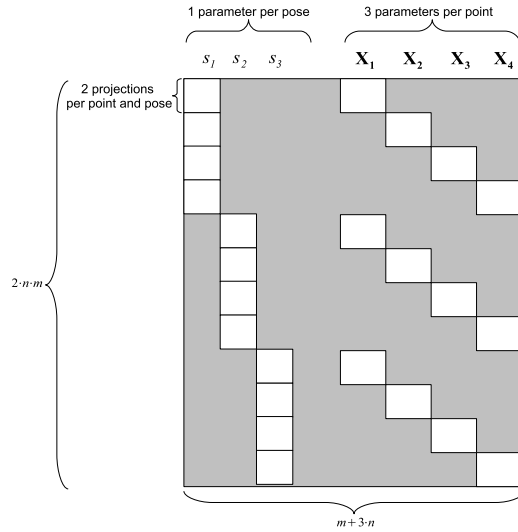 1 parameter per pose
3 parameters per point
s1 s2 s3 X1 X2 X3 X4
2 projections
per point and pose
2·n·m
m+3·n